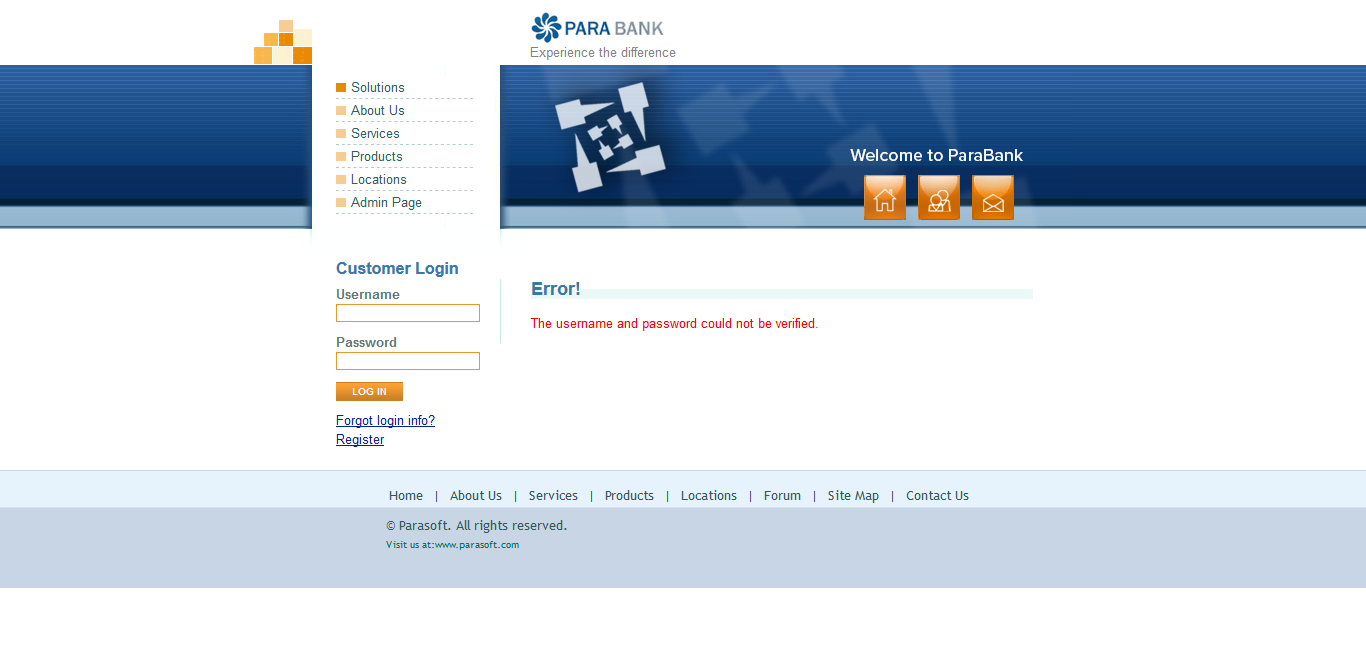 PARA BANK
Experience the difference
Solutions
About Us
Services
Products
Locations
Admin Page
Welcome to ParaBank
Customer Login
Username
Password
LOG IN
Forgot login info?
Register
Error!
The username and password could not be verified.
Home | About Us | Services | Products | Locations | Forum | Site Map | Contact Us
© Parasoft. All rights reserved.
Visit us at:www.parasoft.com